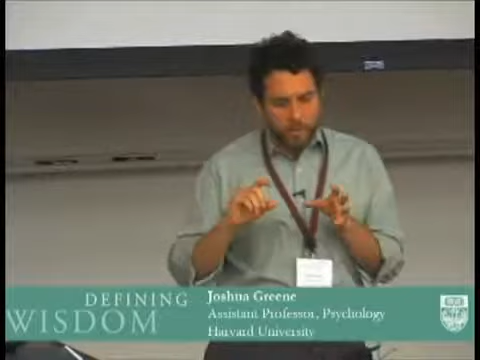 DEFINING
WISDOM
Joshua Greene
Assistant Professor, Psychology
Harvard University